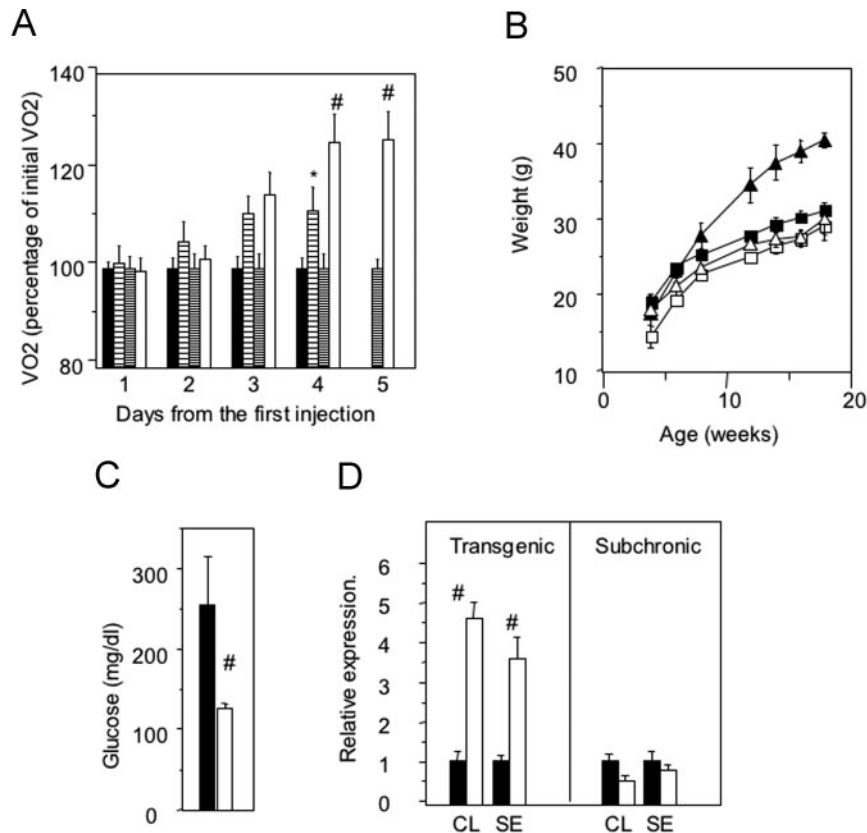 A
VO2 (percentage of initial VO2)
140
120
100
80
#
#
*
1 2 3 4 5
Days from the first injection
B
Weight (g)
50
40
30
20
10
0 10 20
Age (weeks)
C
Glucose (mg/dl)
300
200
100
0
#
D
Relative expression.
Transgenic Subchronic
6
5
4
3
2
1
0
#
#
CL SE CL SE